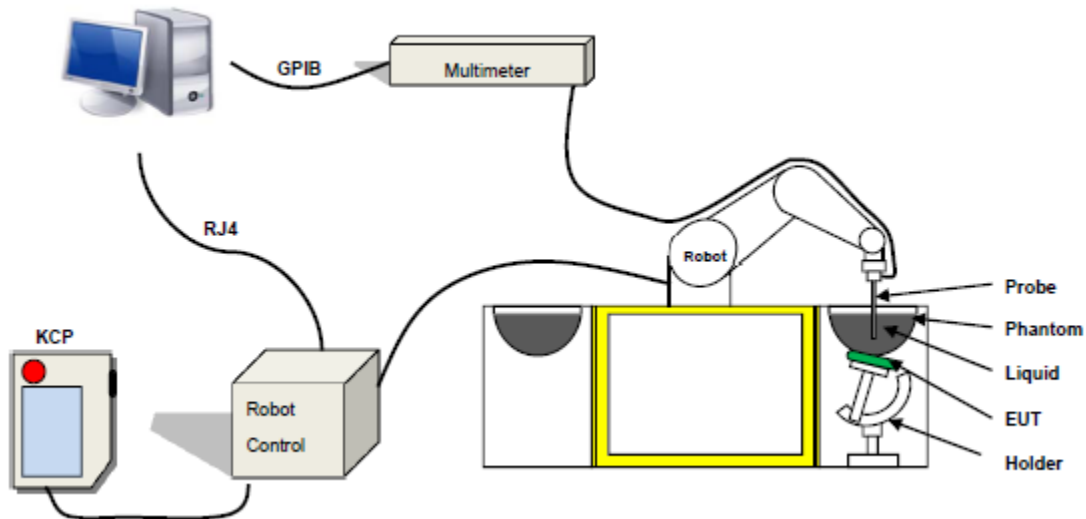 GPIB
Multimeter
RJ4
Robot
Probe
Phantom
Liquid
EUT
Holder
KCP
Robot
Control